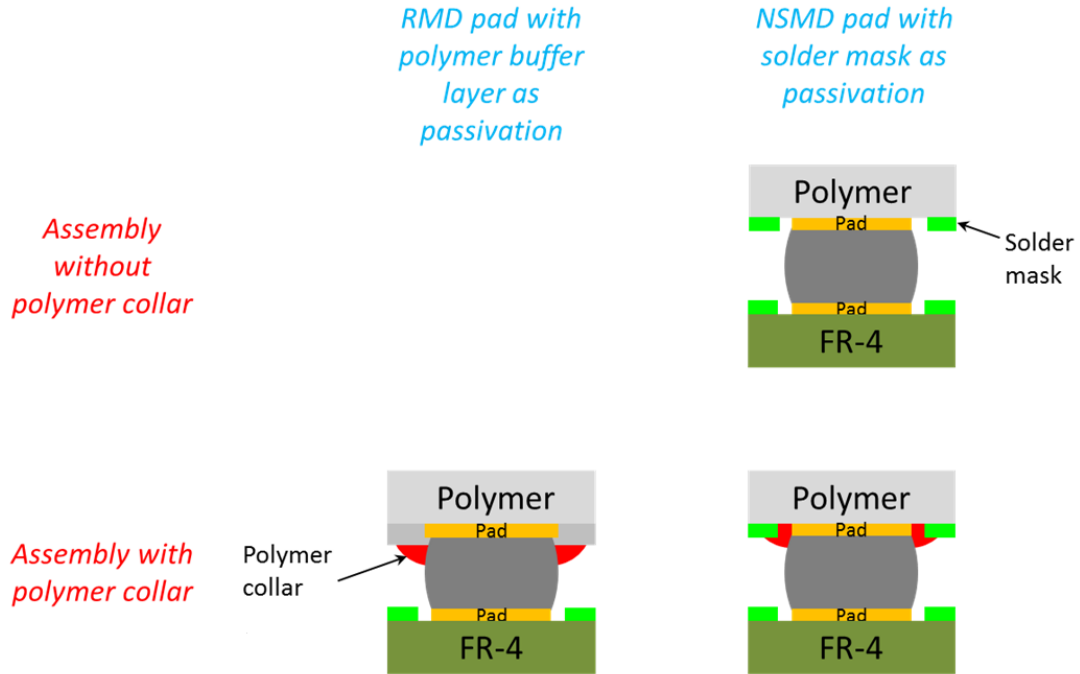 RMD pad with
polymer buffer
layer as
passivation
NSMD pad with
solder mask as
passivation
Assembly
without
polymer collar
Polymer
Pad
Pad
FR-4
Solder
mask
Assembly with
polymer collar
Polymer
collar
Polymer
Pad
Pad
FR-4
Polymer
Pad
Pad
FR-4